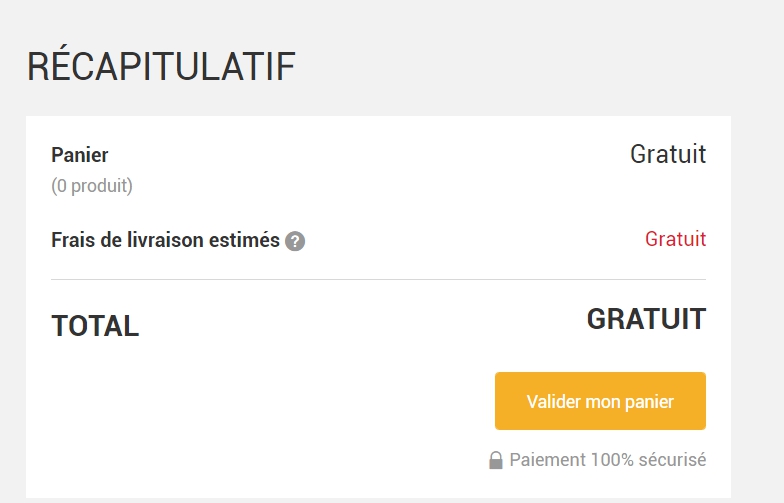 RÉCAPITULATIF
Panier Gratuit
(0 produit)
Frais de livraison estimés ? Gratuit
TOTAL GRATUIT
Valider mon panier
Paiement 100% sécurisé